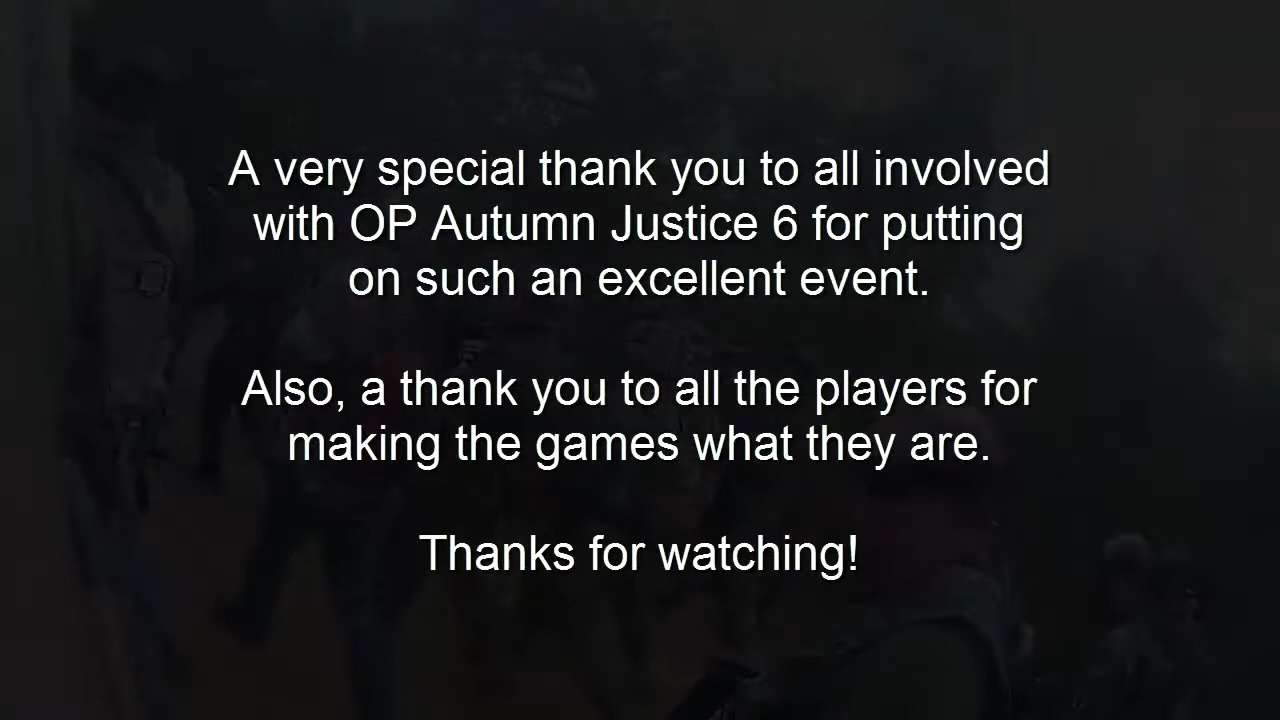 A very special thank you to all involved
with OP Autumn Justice 6 for putting
on such an excellent event.
Also, a thank you to all the players for
making the games what they are.
Thanks for watching!